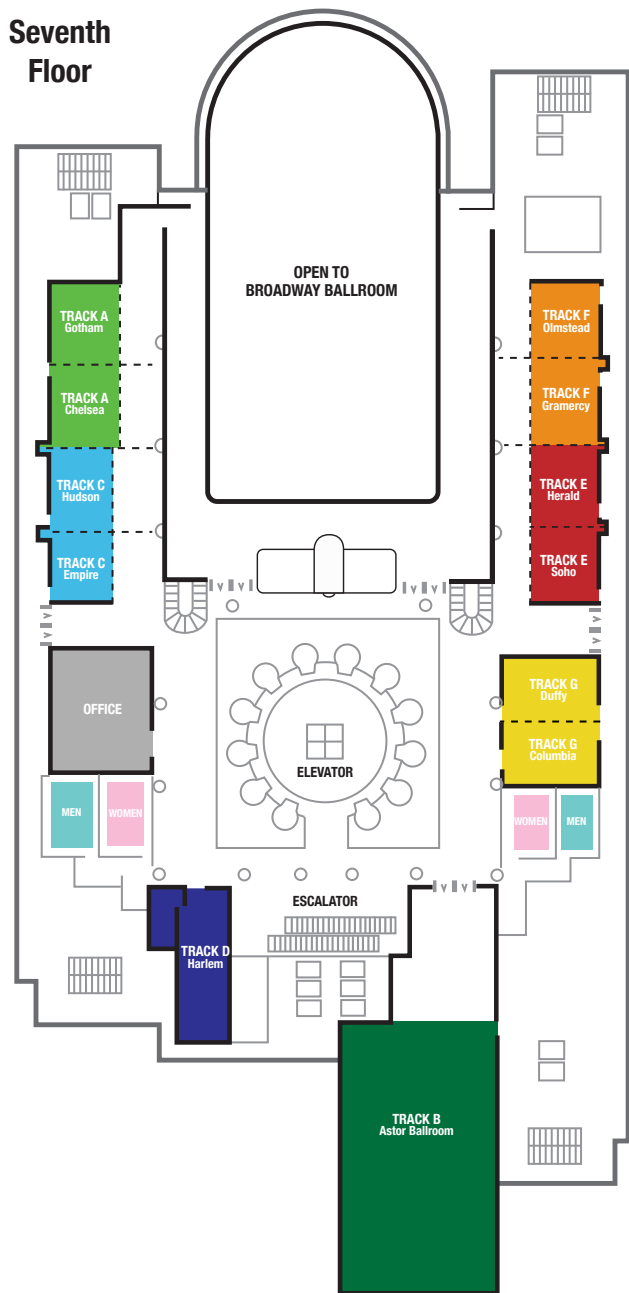 Seventh
Floor
OPEN TO
BROADWAY BALLROOM
TRACK A
Gotham
TRACK A
Chelsea
TRACK C
Hudson
TRACK C
Empire
TRACK F
Olmstead
TRACK F
Gramercy
TRACK E
Herald
TRACK E
Soho
OFFICE
TRACK G
Duffy
TRACK G
Columbia
ELEVATOR
MEN
WOMEN
WOMEN
MEN
ESCALATOR
TRACK D
Harlem
TRACK B
Astor Ballroom